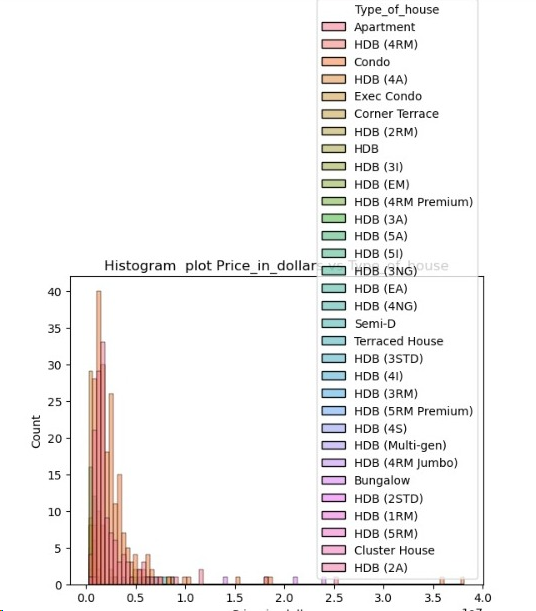 Type_of_house
Apartment
HDB (4RM)
Condo
HDB (4A)
Exec Condo
Corner Terrace
HDB (2RM)
HDB
HDB (3I)
HDB (EM)
HDB (4RM Premium)
HDB (3A)
HDB (5A)
HDB (5I)
HDB (3NG)
HDB (EA)
HDB (4NG)
Semi-D
Terraced House
HDB (3STD)
HDB (4I)
HDB (3RM)
HDB (5RM Premium)
HDB (4S)
HDB (Multi-gen)
HDB (4RM Jumbo)
Bungalow
HDB (2STD)
HDB (1RM)
HDB (5RM)
Cluster House
HDB (2A)
Histogram plot Price_in_dollars vs Type_of_house
40
35
30
25
20
15
10
5
0
Count
0.0 0.5 1.0 1.5 2.0 2.5 3.0 3.5 4.0
1e7